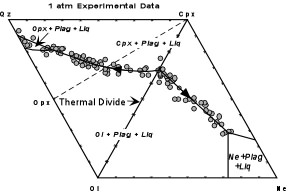 1 atm Experimental Data
Qz
Cpx
Opx + Plag + Liq
Cpx + Plag + Liq
Opx
Thermal Divide
Ol + Plag + Liq
Ne+Plag
+Liq
Ol
Ne